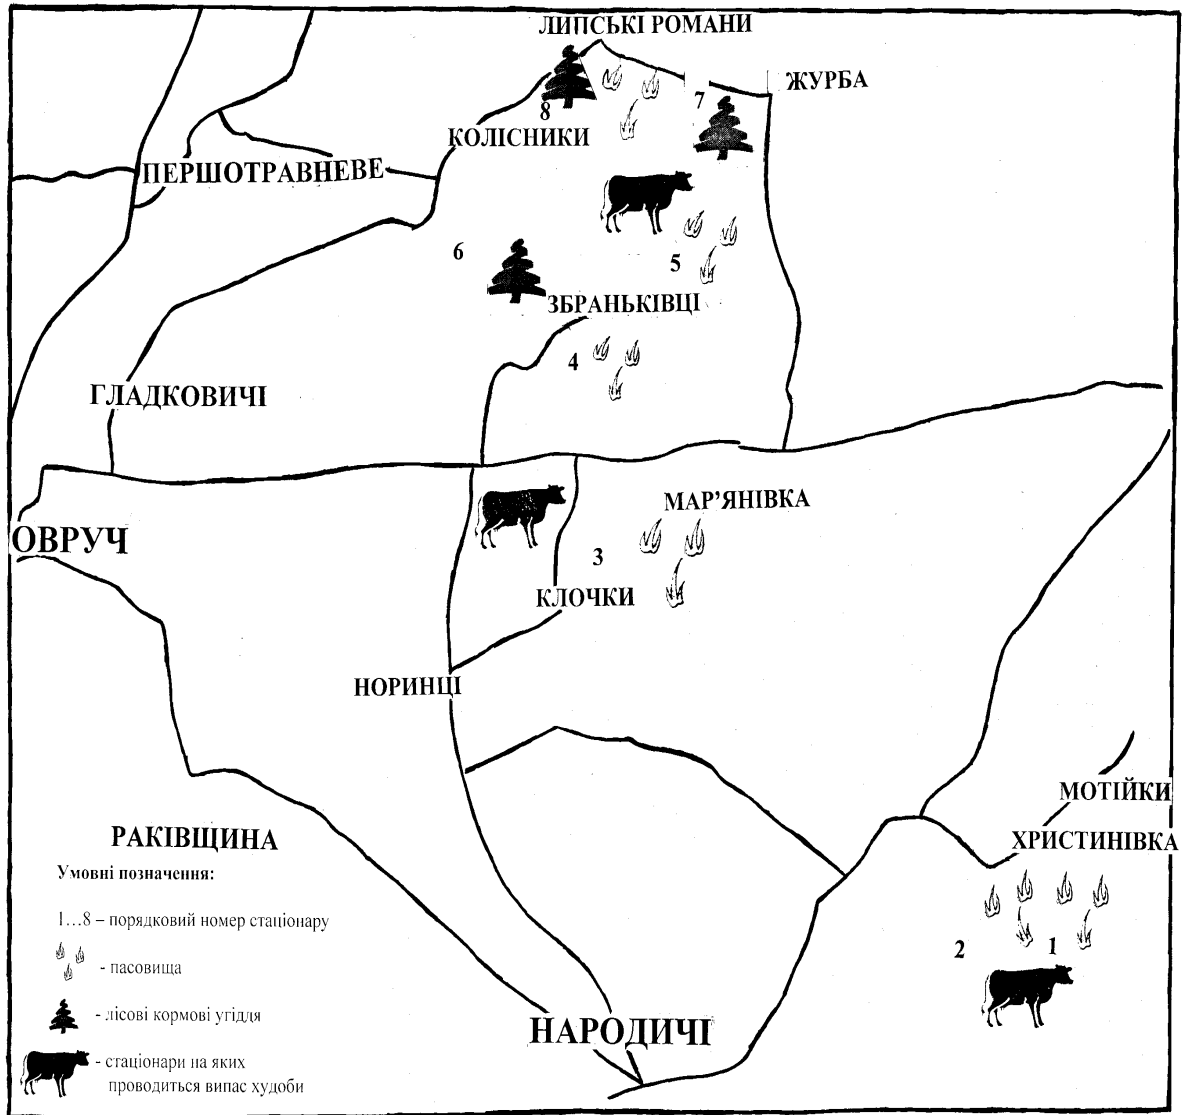 ЛИПСЬКІ РОМАНИ
ЖУРБА
7
8
КОЛІСНИКИ
ПЕРШОТРАВНЕВЕ
6
5
ЗБРАНЬКІВЦІ
4
ГЛАДКОВИЧІ
МАР’ЯНІВКА
ОВРУЧ
3
КЛОЧКИ
НОРИНЦІ
МОТІЙКИ
РАКІВЩИНА
ХРИСТИНІВКА
Умовні позначення:
1…8 – порядковий номер стаціонару
2
1
- пасовища
- лісові кормові угіддя
НАРОДИЧІ
- стаціонари на яких
проводиться випас худоби